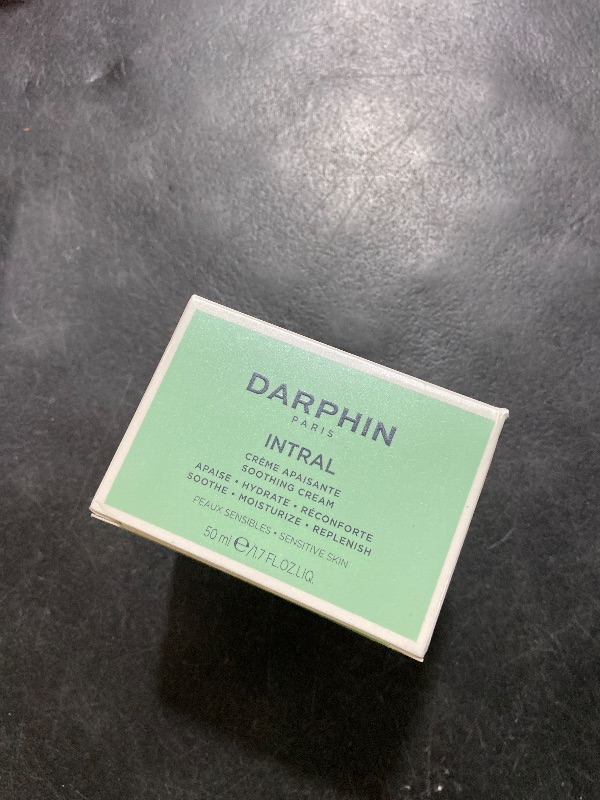 DARPHIN
PARIS
INTRAL
CRÈME APAISANTE
SOOTHING CREAM
APAISE • HYDRATE • RÉCONFORTE
SOOTHE • MOISTURIZE • REPLENISH
PEAUX SENSIBLES • SENSITIVE SKIN
50 ml ℮/1.7 FL.OZ.LIQ.